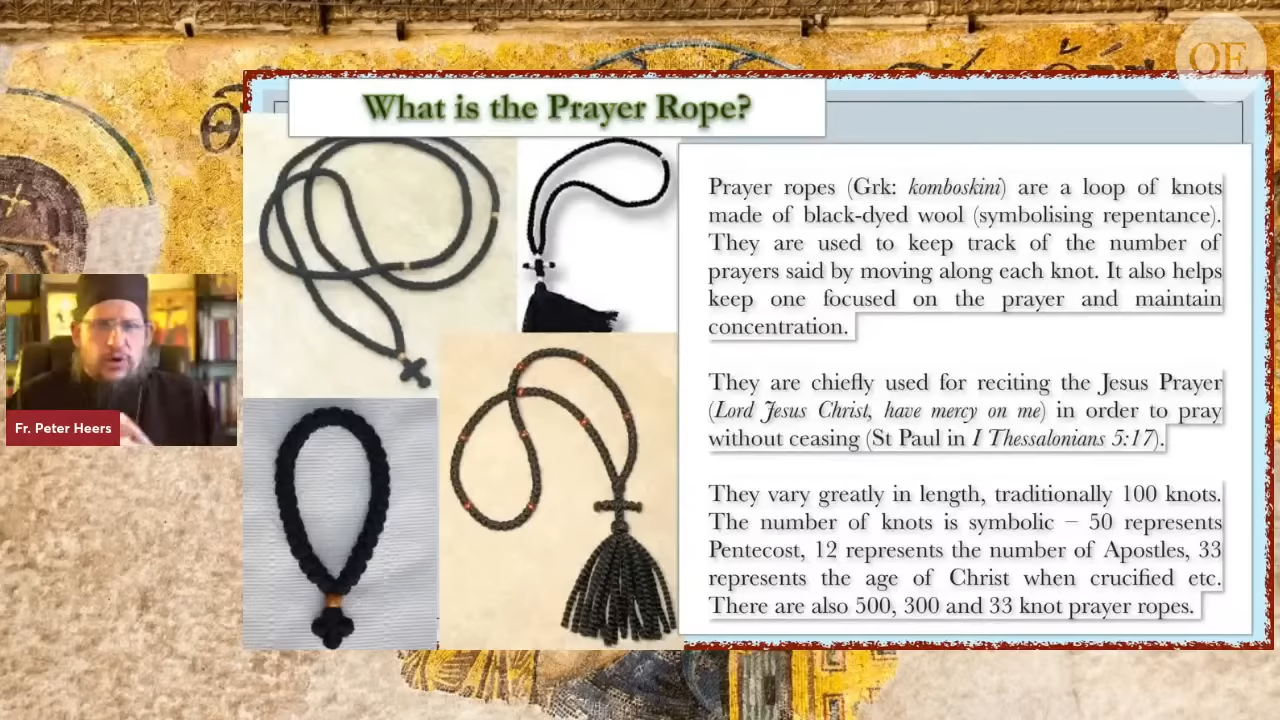 OE
What is the Prayer Rope?
Prayer ropes (Grk: komboskini) are a loop of knots
made of black-dyed wool (symbolising repentance).
They are used to keep track of the number of
prayers said by moving along each knot. It also helps
keep one focused on the prayer and maintain
concentration.
They are chiefly used for reciting the Jesus Prayer
(Lord Jesus Christ, have mercy on me) in order to pray
without ceasing (St Paul in I Thessalonians 5:17).
They vary greatly in length, traditionally 100 knots.
The number of knots is symbolic – 50 represents
Pentecost, 12 represents the number of Apostles, 33
represents the age of Christ when crucified etc.
There are also 500, 300 and 33 knot prayer ropes.
Fr. Peter Heers